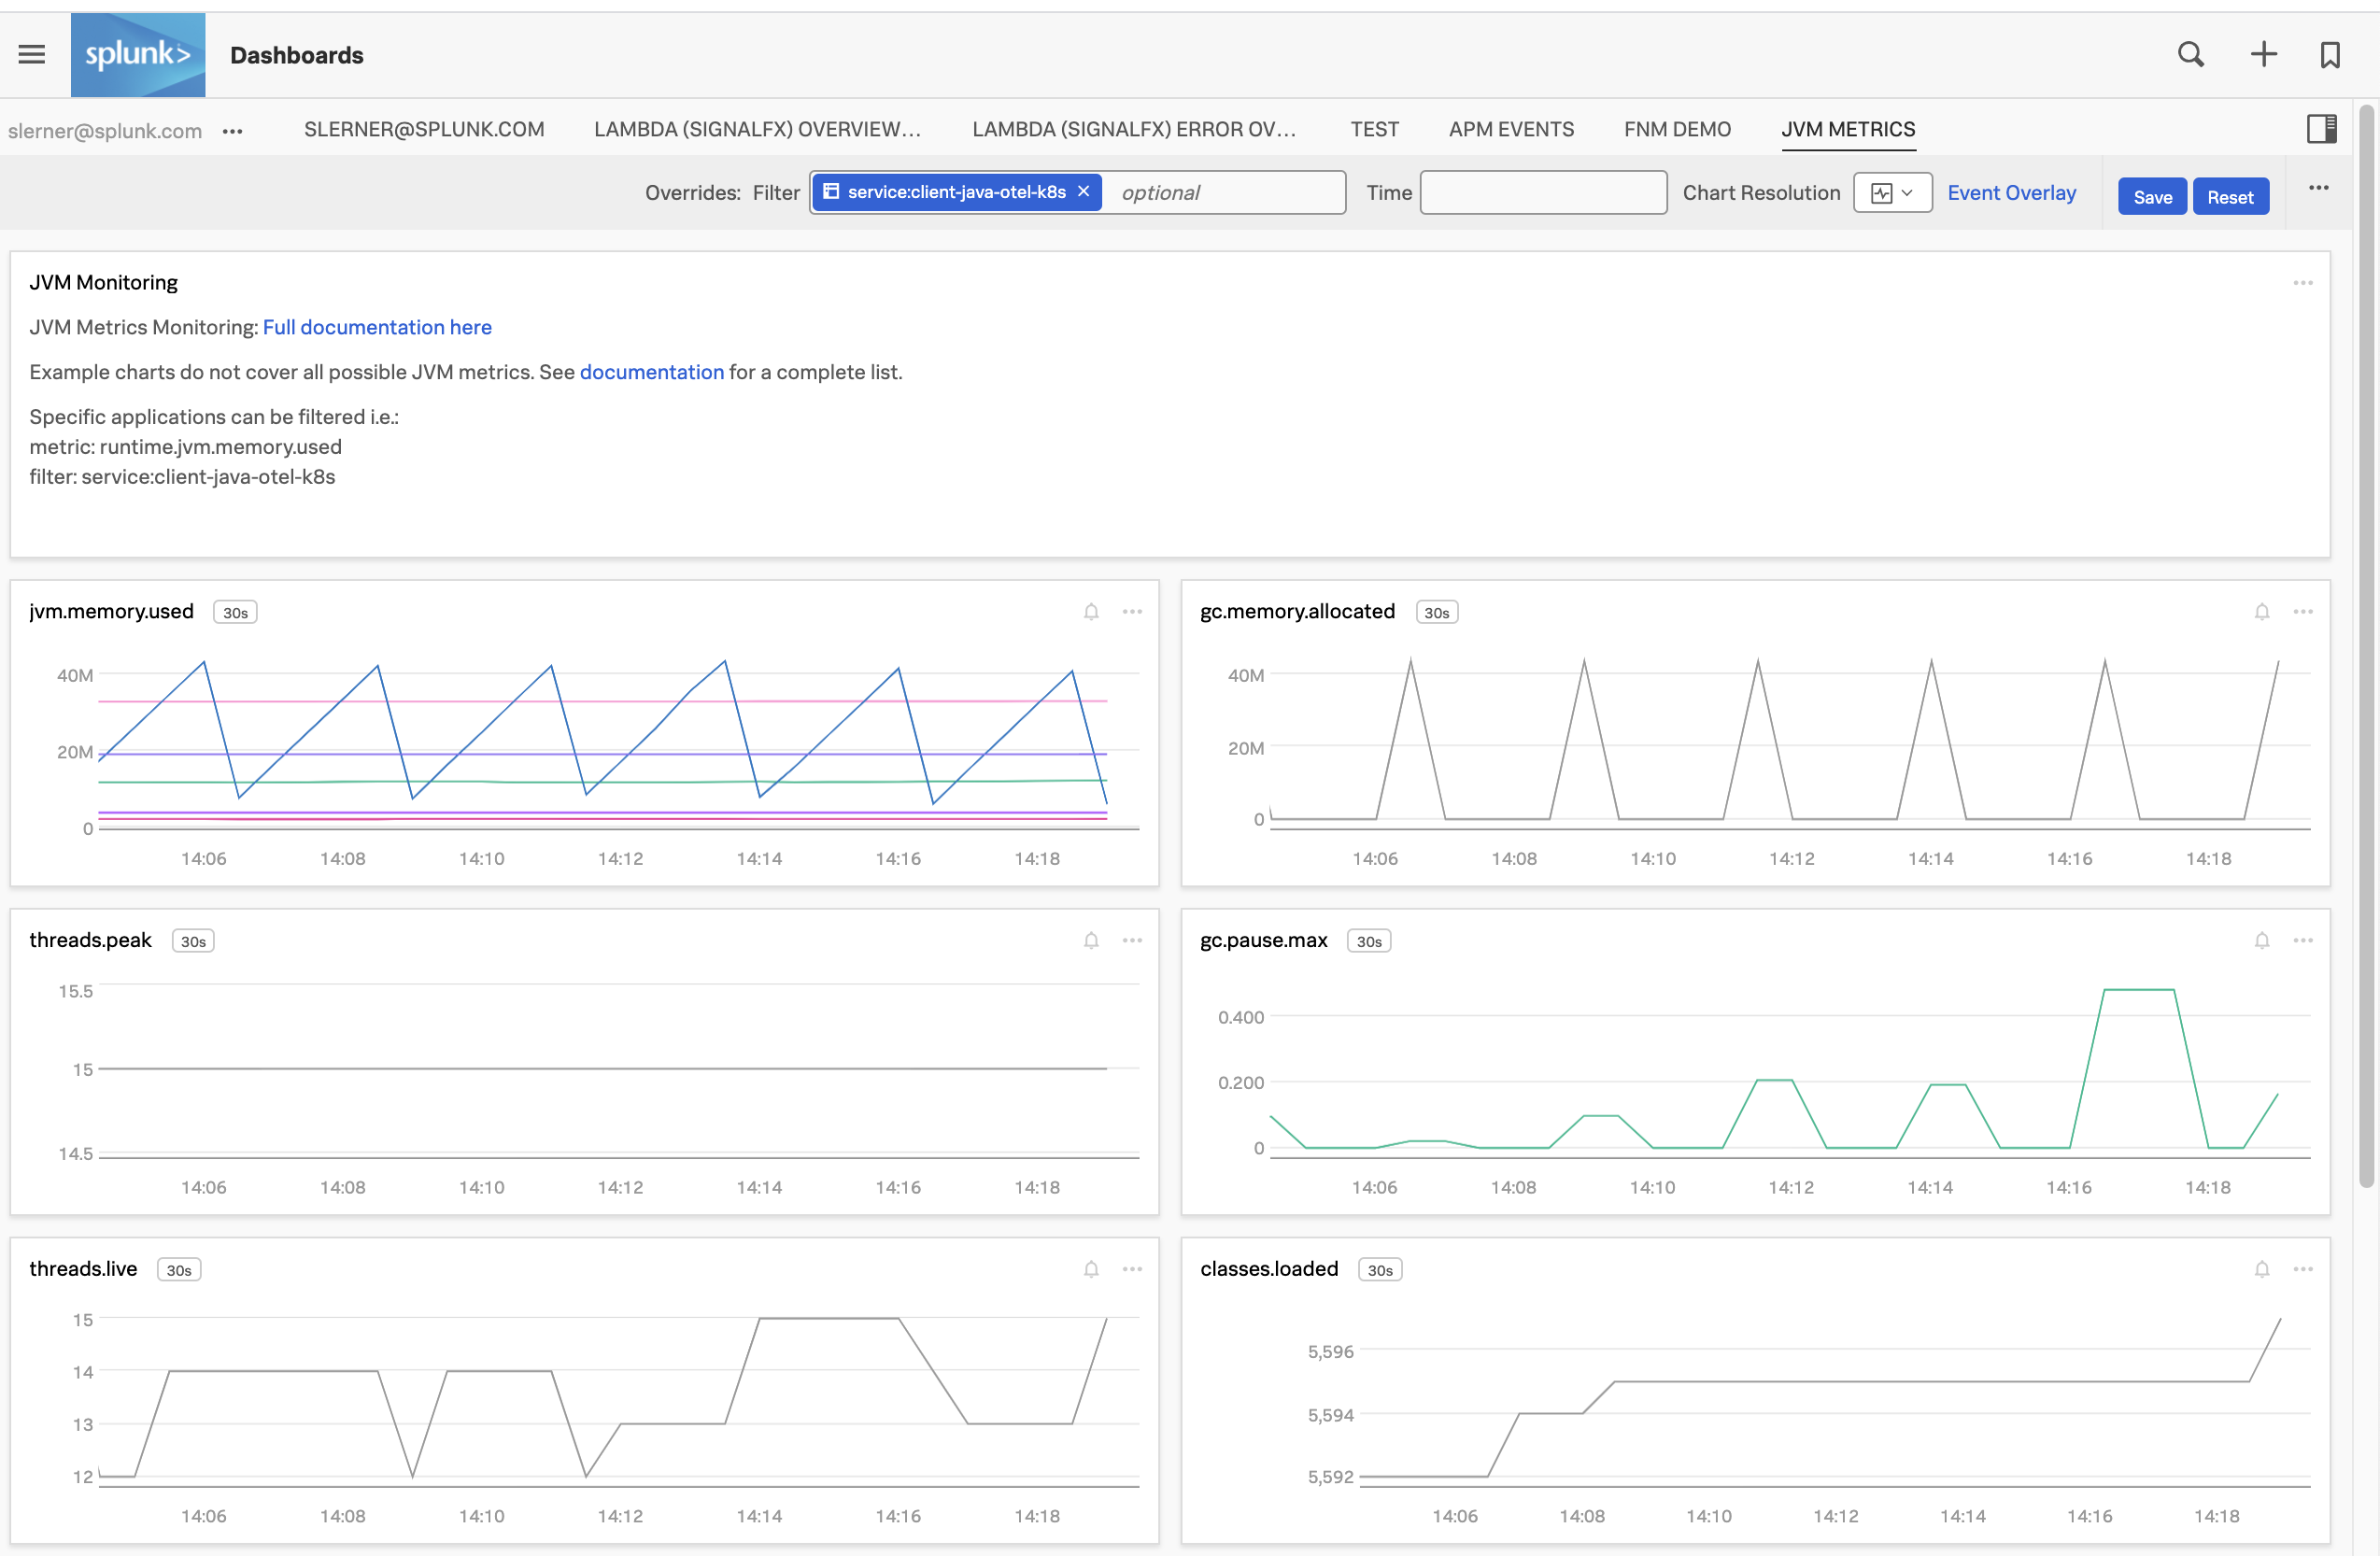 splunk>
Dashboards
slerner@splunk.com
SLERNER@SPLUNK.COM
LAMBDA (SIGNALFX) OVERVIEW…
LAMBDA (SIGNALFX) ERROR OV…
TEST
APM EVENTS
FNM DEMO
JVM METRICS
Overrides: Filter service:client-java-otel-k8s optional Time Chart Resolution Event Overlay Save Reset
JVM Monitoring
JVM Metrics Monitoring: Full documentation here
Example charts do not cover all possible JVM metrics. See documentation for a complete list.
Specific applications can be filtered i.e.:
metric: runtime.jvm.memory.used
filter: service:client-java-otel-k8s
jvm.memory.used 30s
40M
20M
0
14:06 14:08 14:10 14:12 14:14 14:16 14:18
gc.memory.allocated 30s
40M
20M
0
14:06 14:08 14:10 14:12 14:14 14:16 14:18
threads.peak 30s
15.5
15
14.5
14:06 14:08 14:10 14:12 14:14 14:16 14:18
gc.pause.max 30s
0.400
0.200
0
14:06 14:08 14:10 14:12 14:14 14:16 14:18
threads.live 30s
15
14
13
12
14:06 14:08 14:10 14:12 14:14 14:16 14:18
classes.loaded 30s
5,596
5,594
5,592
14:06 14:08 14:10 14:12 14:14 14:16 14:18